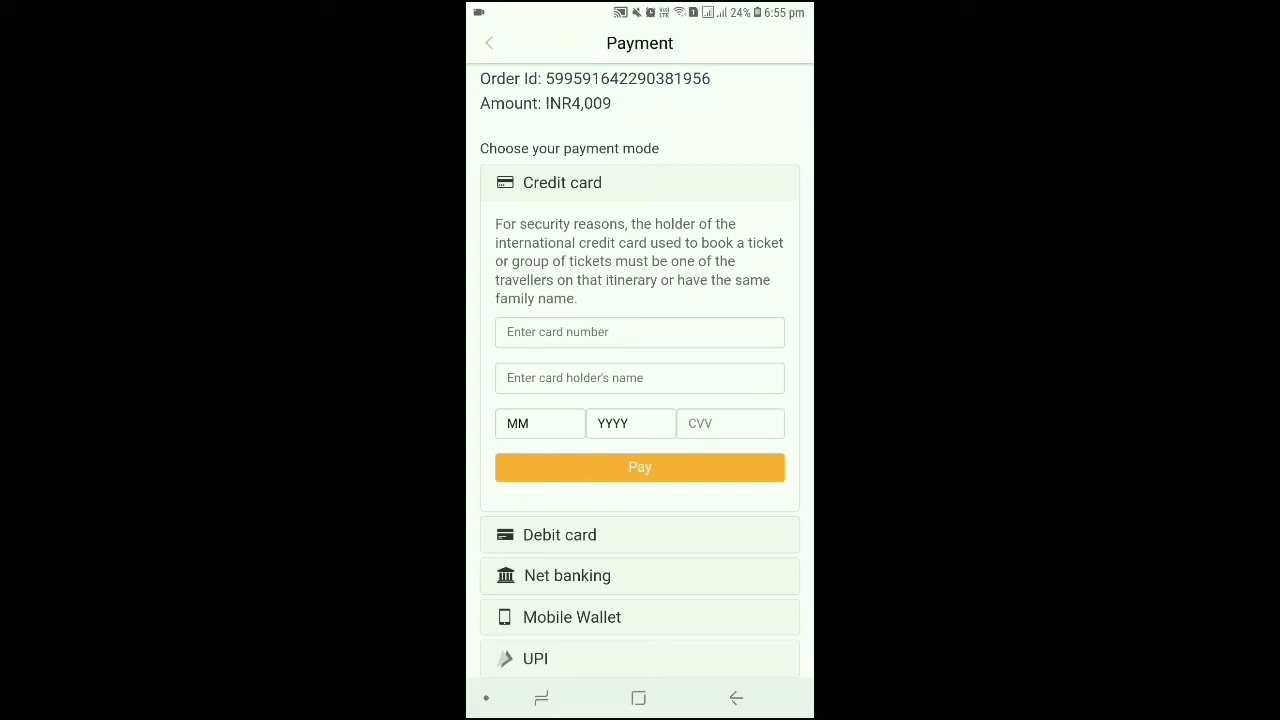 24% 6:55 pm
Payment
Order Id: 599591642290381956
Amount: INR4,009
Choose your payment mode
Credit card
For security reasons, the holder of the
international credit card used to book a ticket
or group of tickets must be one of the
travellers on that itinerary or have the same
family name.
Enter card number
Enter card holder's name
MM YYYY CVV
Pay
Debit card
Net banking
Mobile Wallet
UPI